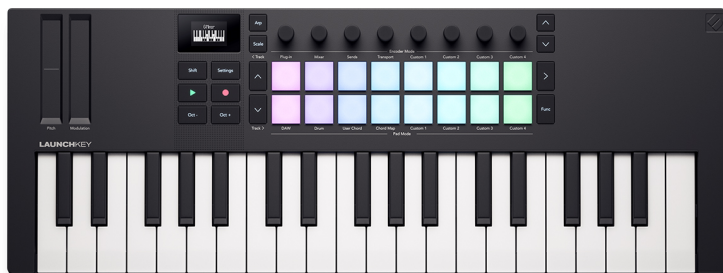 Arp
Scale
< Track
Encoder Mode
Plug-in Mixer Sends Transport Custom 1 Custom 2 Custom 3 Custom 4
Shift Settings
Oct - Oct +
Func
Pitch Modulation
Track >
DAW Drum User Chord Chord Map Custom 1 Custom 2 Custom 3 Custom 4
Pad Mode
LAUNCHKEY